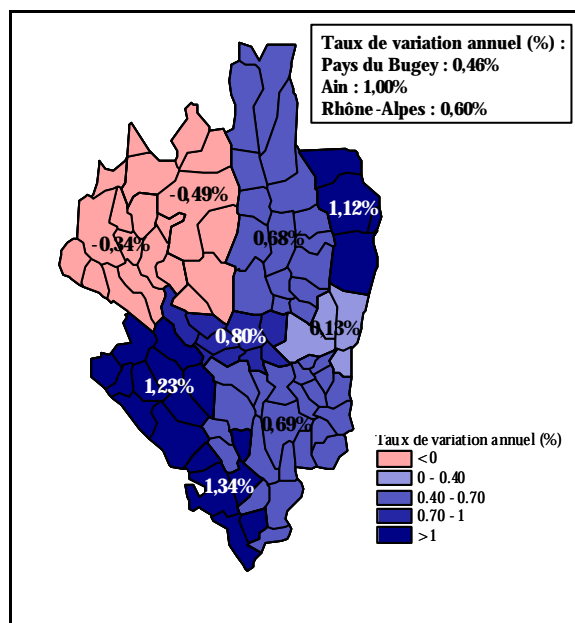 Taux de variation annuel (%) :
Pays du Bugey : 0,46%
Ain : 1,00%
Rhône-Alpes : 0,60%
-0,49%
1,12%
-0,34%
0,68%
0,13%
0,80%
1,23%
0,69%
1,34%
Taux de variation annuel (%)
<0
0 - 0.40
0.40 - 0.70
0.70 - 1
>1